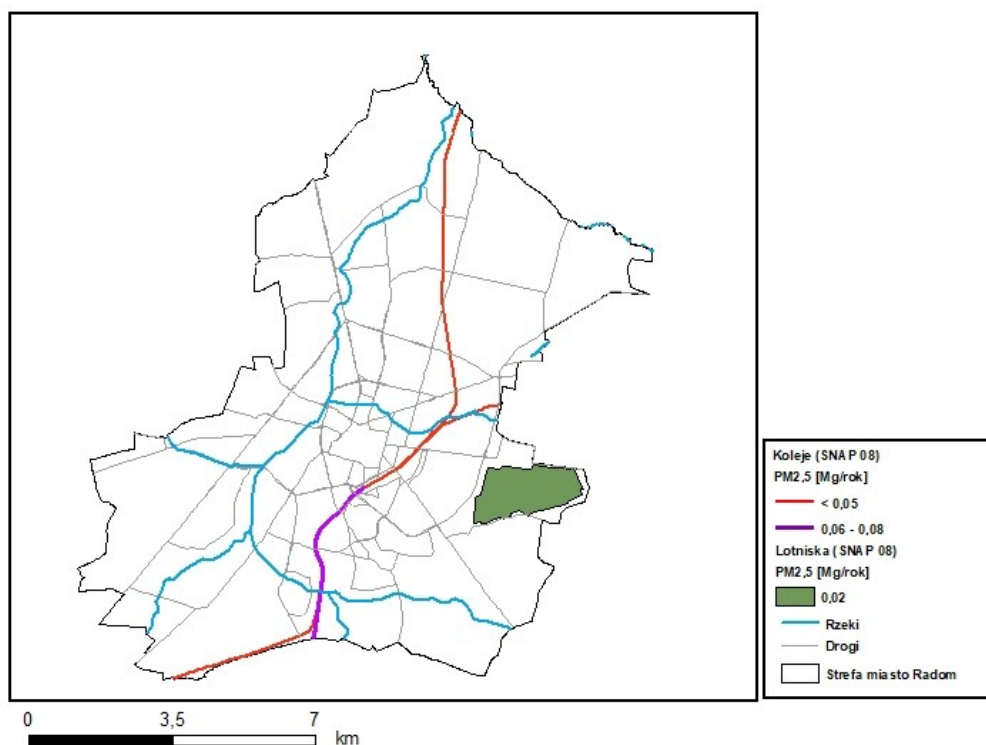 Koleje (SNAP 08)
PM2,5 [Mg/rok]
< 0,05
0,06 - 0,08
Lotniska (SNAP 08)
PM2,5 [Mg/rok]
0,02
Rzeki
Drogi
Strefa miasto Radom
0 3,5 7
km